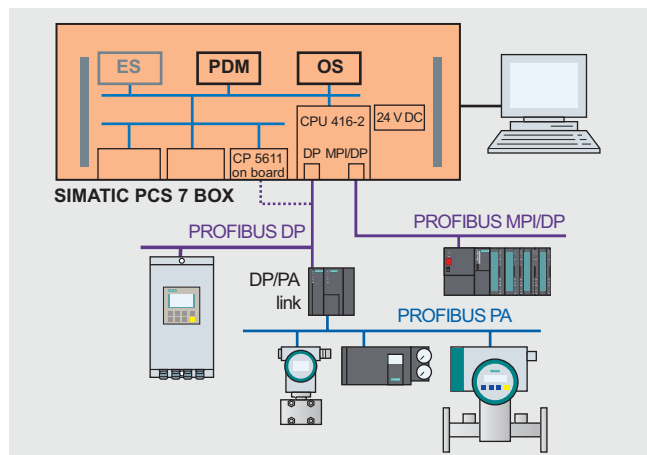 ES
PDM
OS
CPU 416-2
24 V DC
CP 5611
on board
DP MPI/DP
SIMATIC PCS 7 BOX
PROFIBUS DP
PROFIBUS MPI/DP
DP/PA
link
PROFIBUS PA